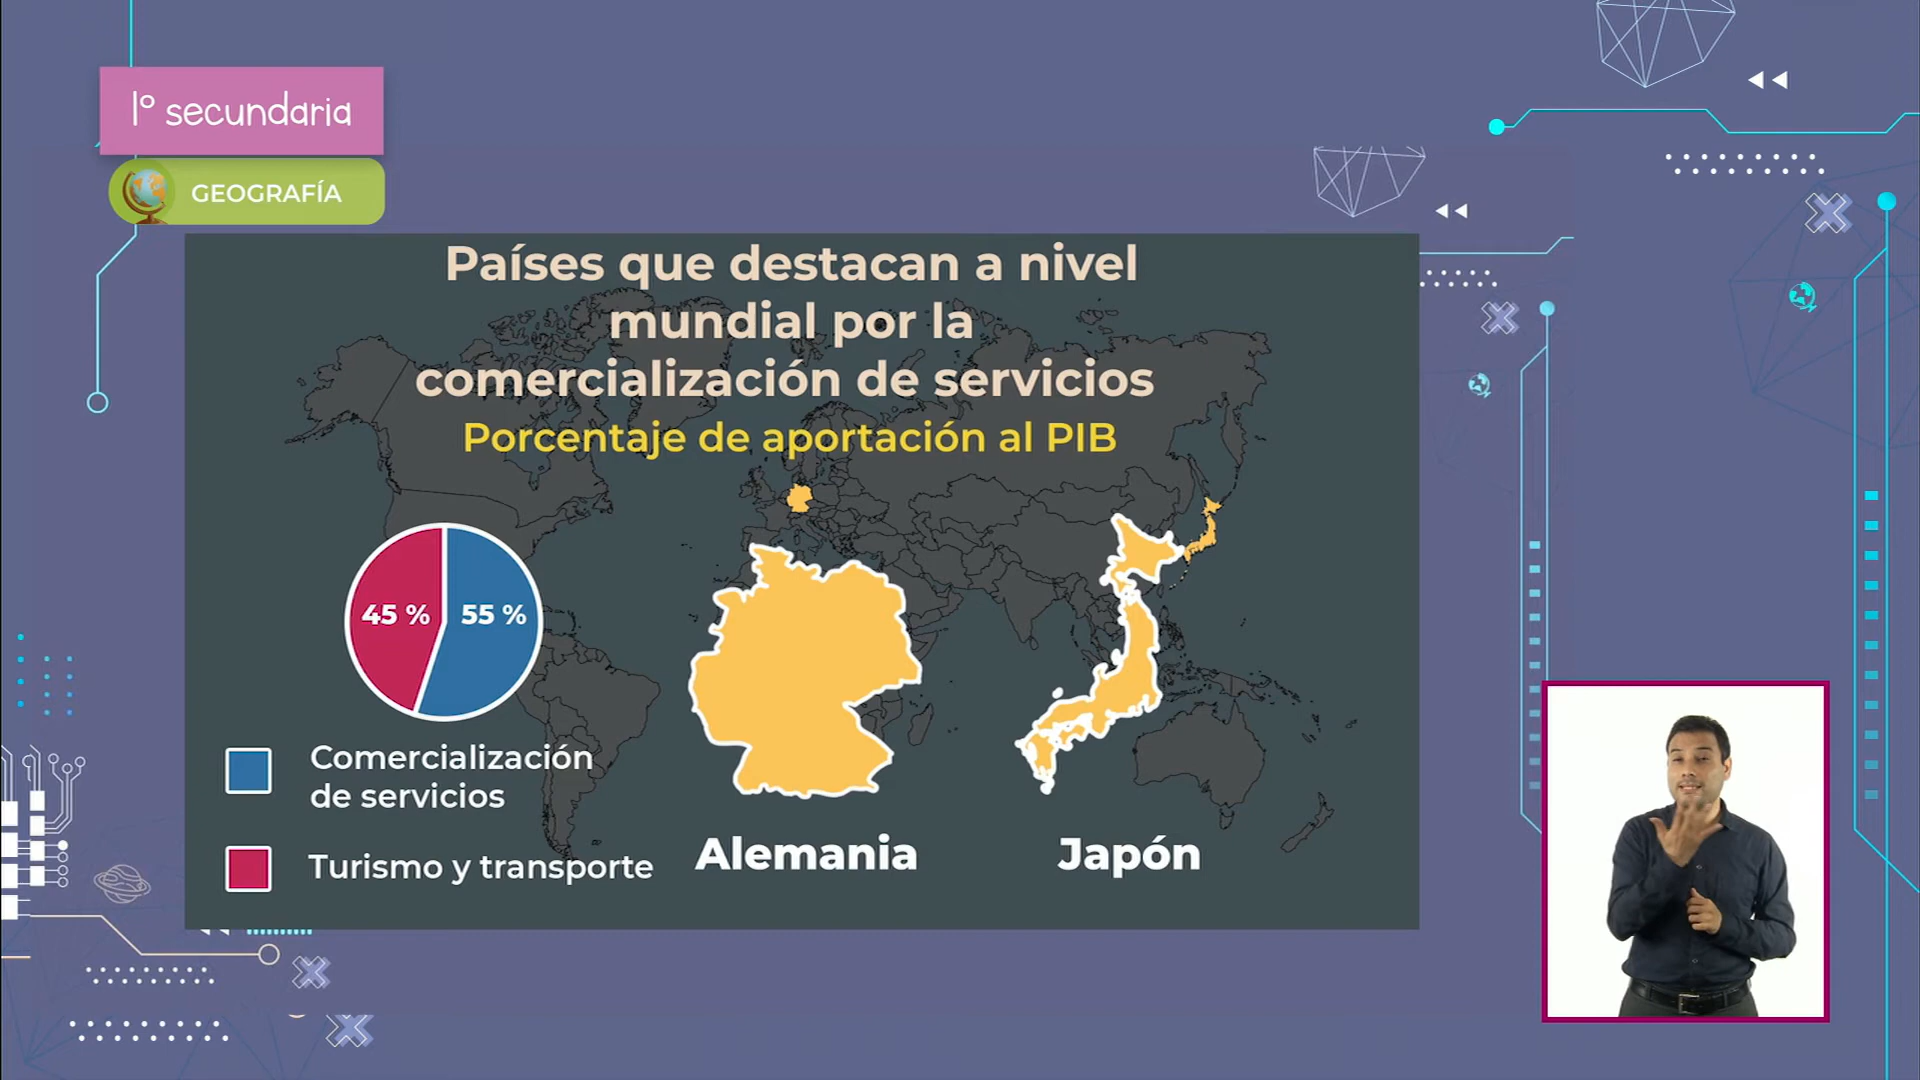 1° secundaria
GEOGRAFÍA
Países que destacan a nivel
mundial por la
comercialización de servicios
Porcentaje de aportación al PIB
45 %
55 %
Comercialización
de servicios
Turismo y transporte
Alemania
Japón